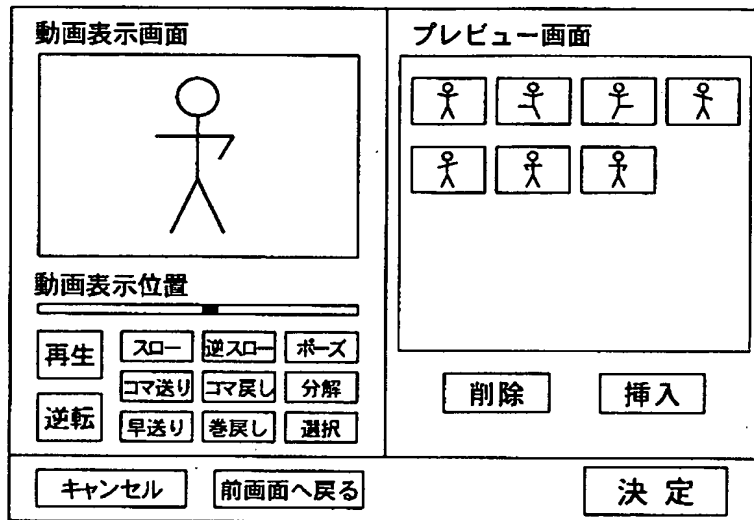 動画表示画面
動画表示位置
再生
スロー
逆スロー
ポーズ
コマ送り
コマ戻し
分解
逆転
早送り
巻戻し
選択
プレビュー画面
削除
挿入
キャンセル
前画面へ戻る
決定